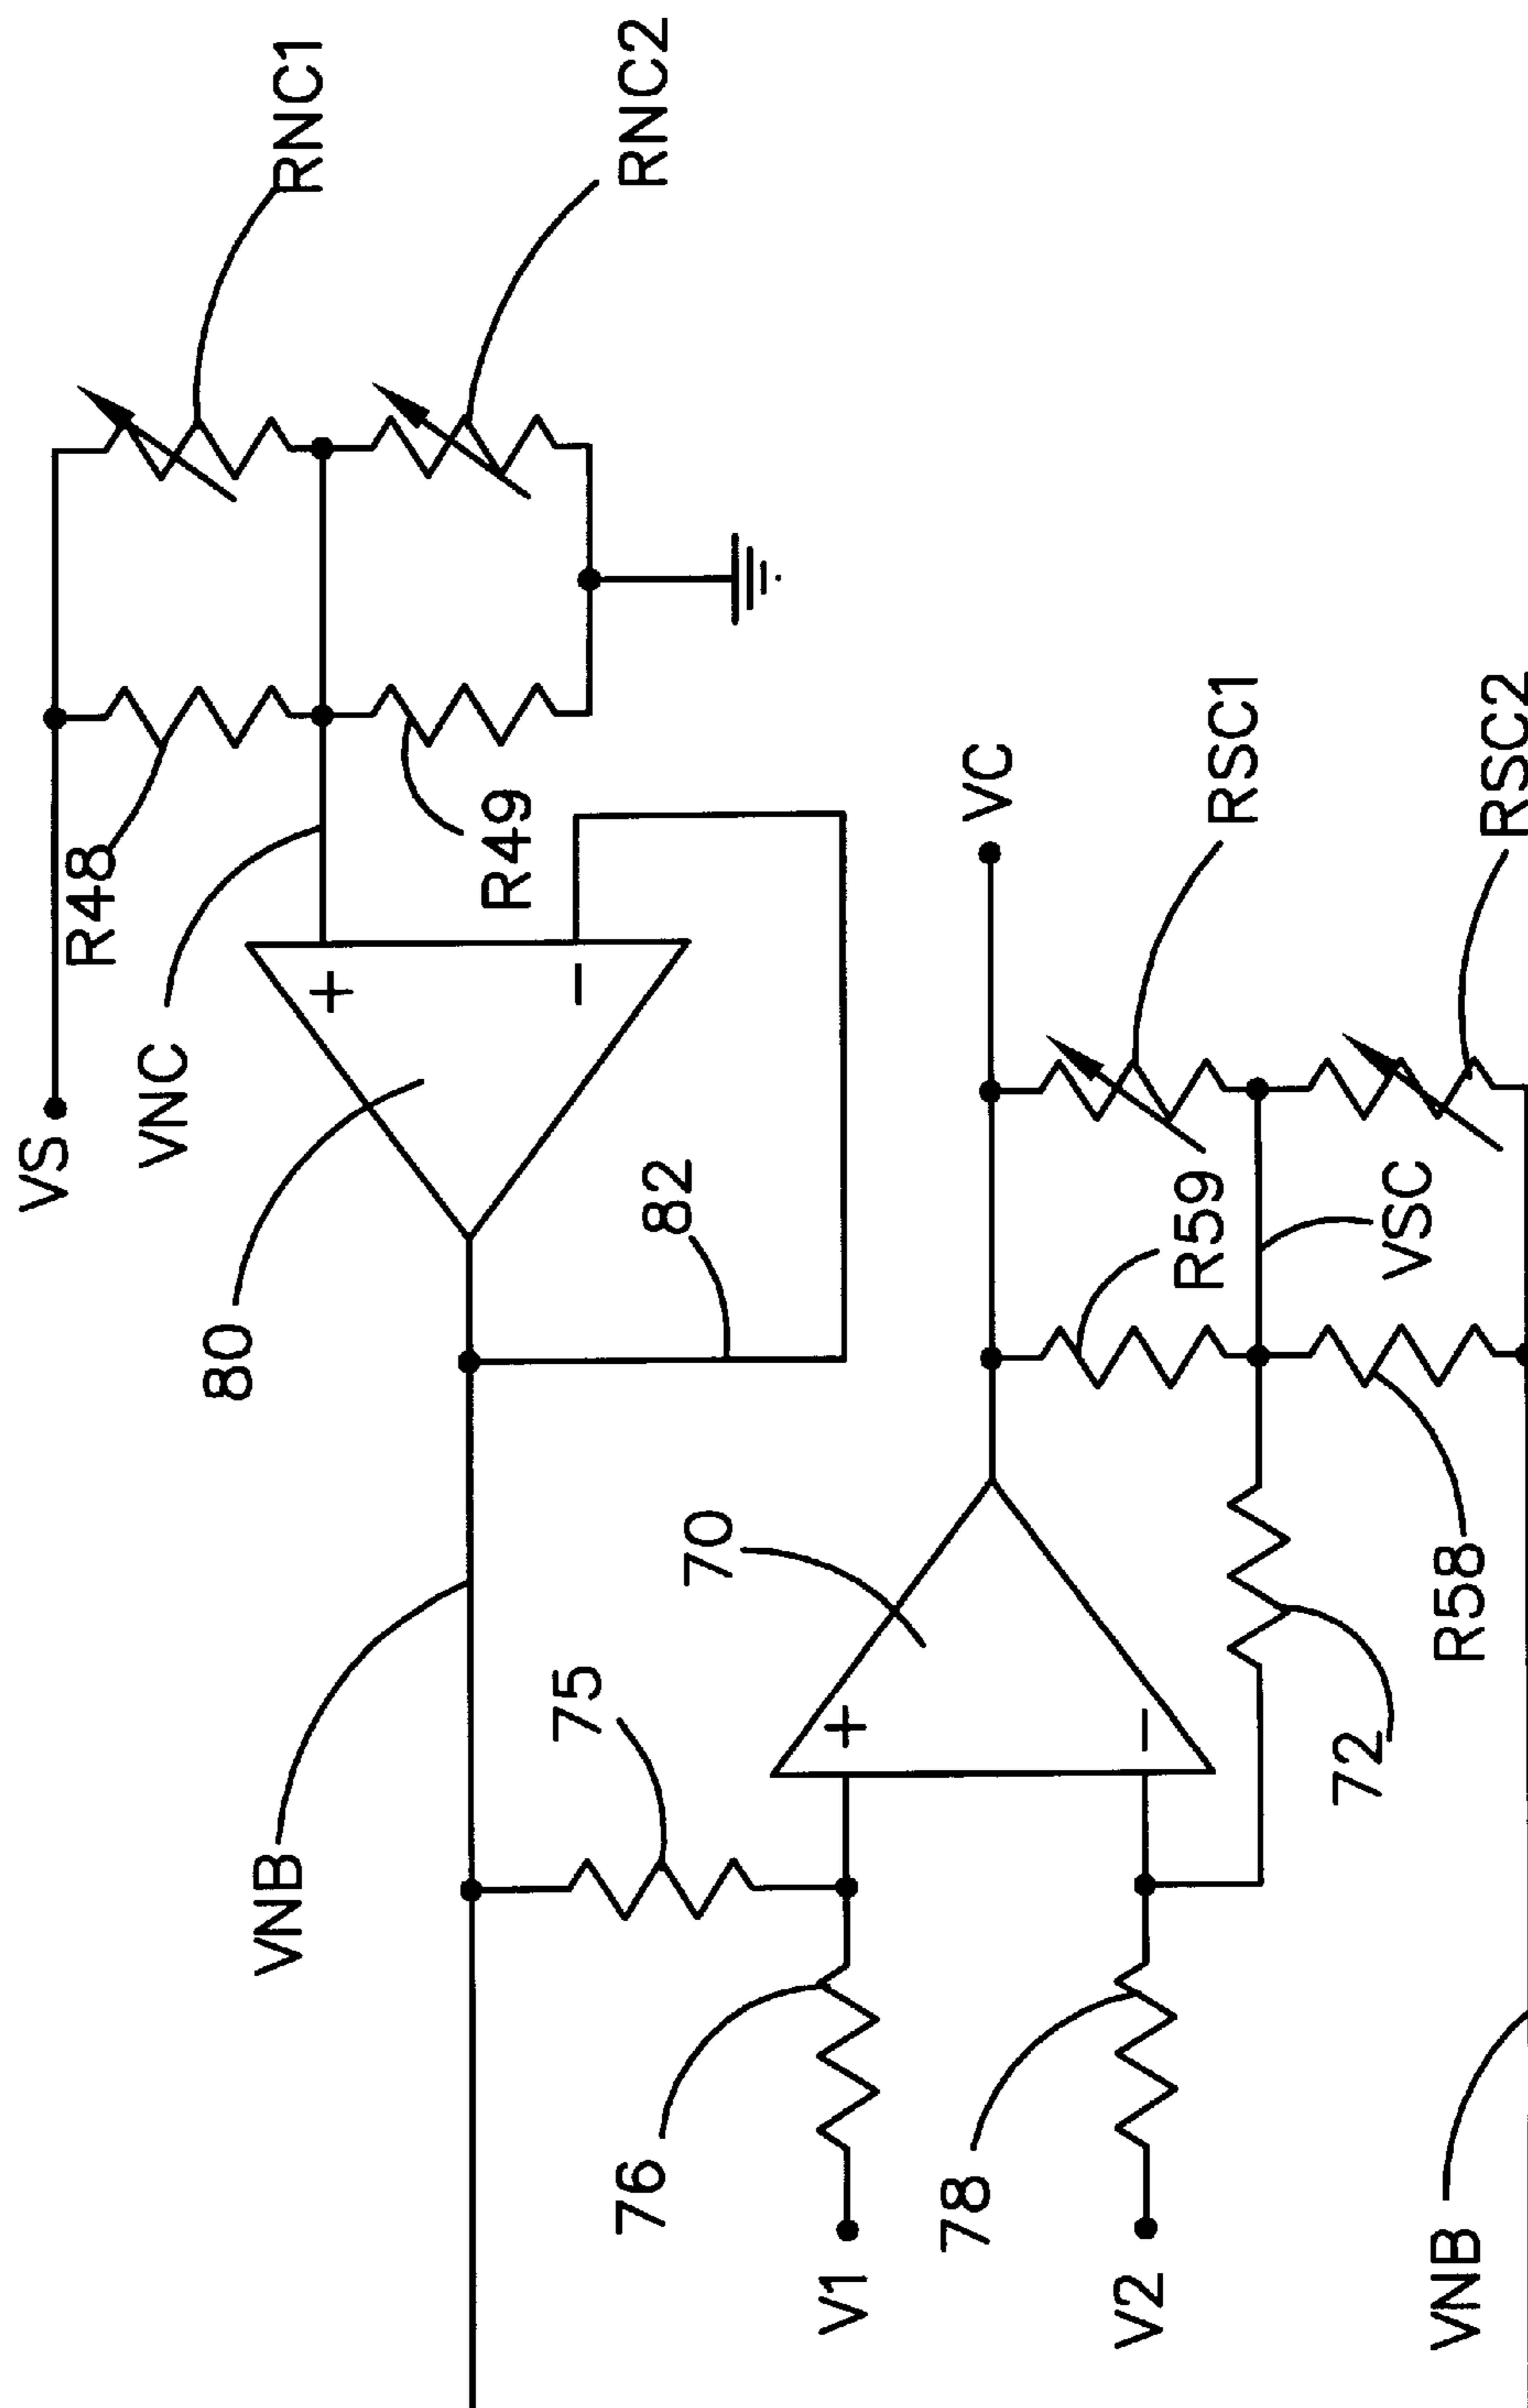 VS
VNC
R48
RNC1
RNC2
R49
+
−
80
82
VNB
75
70
VC
RSC1
RSC2
R59
VSC
+
−
76
V1
78
V2
72
R58
VNB